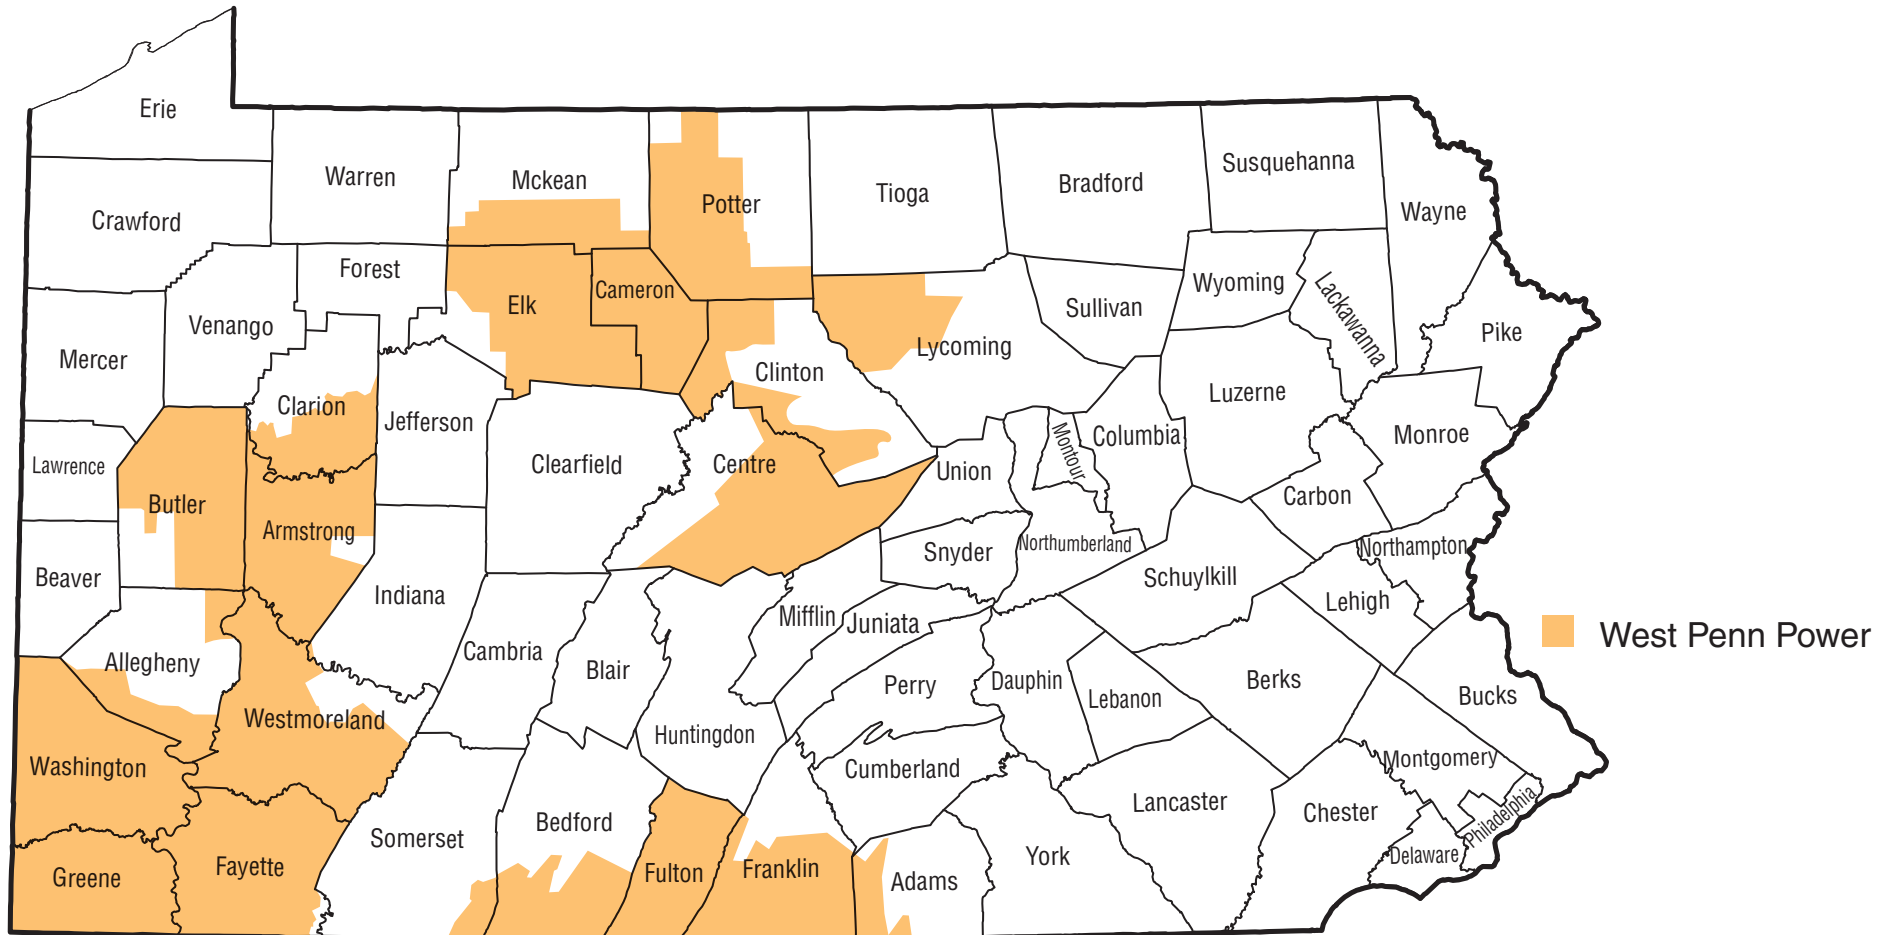 Erie
Warren
Mckean
Potter
Tioga
Bradford
Susquehanna
Wayne
Crawford
Forest
Elk
Cameron
Wyoming
Lackawanna
Sullivan
Venango
Mercer
Clinton
Lycoming
Pike
Clarion
Jefferson
Luzerne
Lawrence
Butler
Clearfield
Centre
Union
Montour
Columbia
Monroe
Carbon
Armstrong
Beaver
Indiana
Snyder
Northumberland
Schuylkill
Northampton
Lehigh
Mifflin
Juniata
West Penn Power
Allegheny
Cambria
Blair
Perry
Dauphin
Lebanon
Berks
Bucks
Westmoreland
Huntingdon
Washington
Cumberland
Montgomery
Lancaster
Chester
Philadelphia
Bedford
Somerset
Greene
Fayette
Fulton
Franklin
Adams
York
Delaware